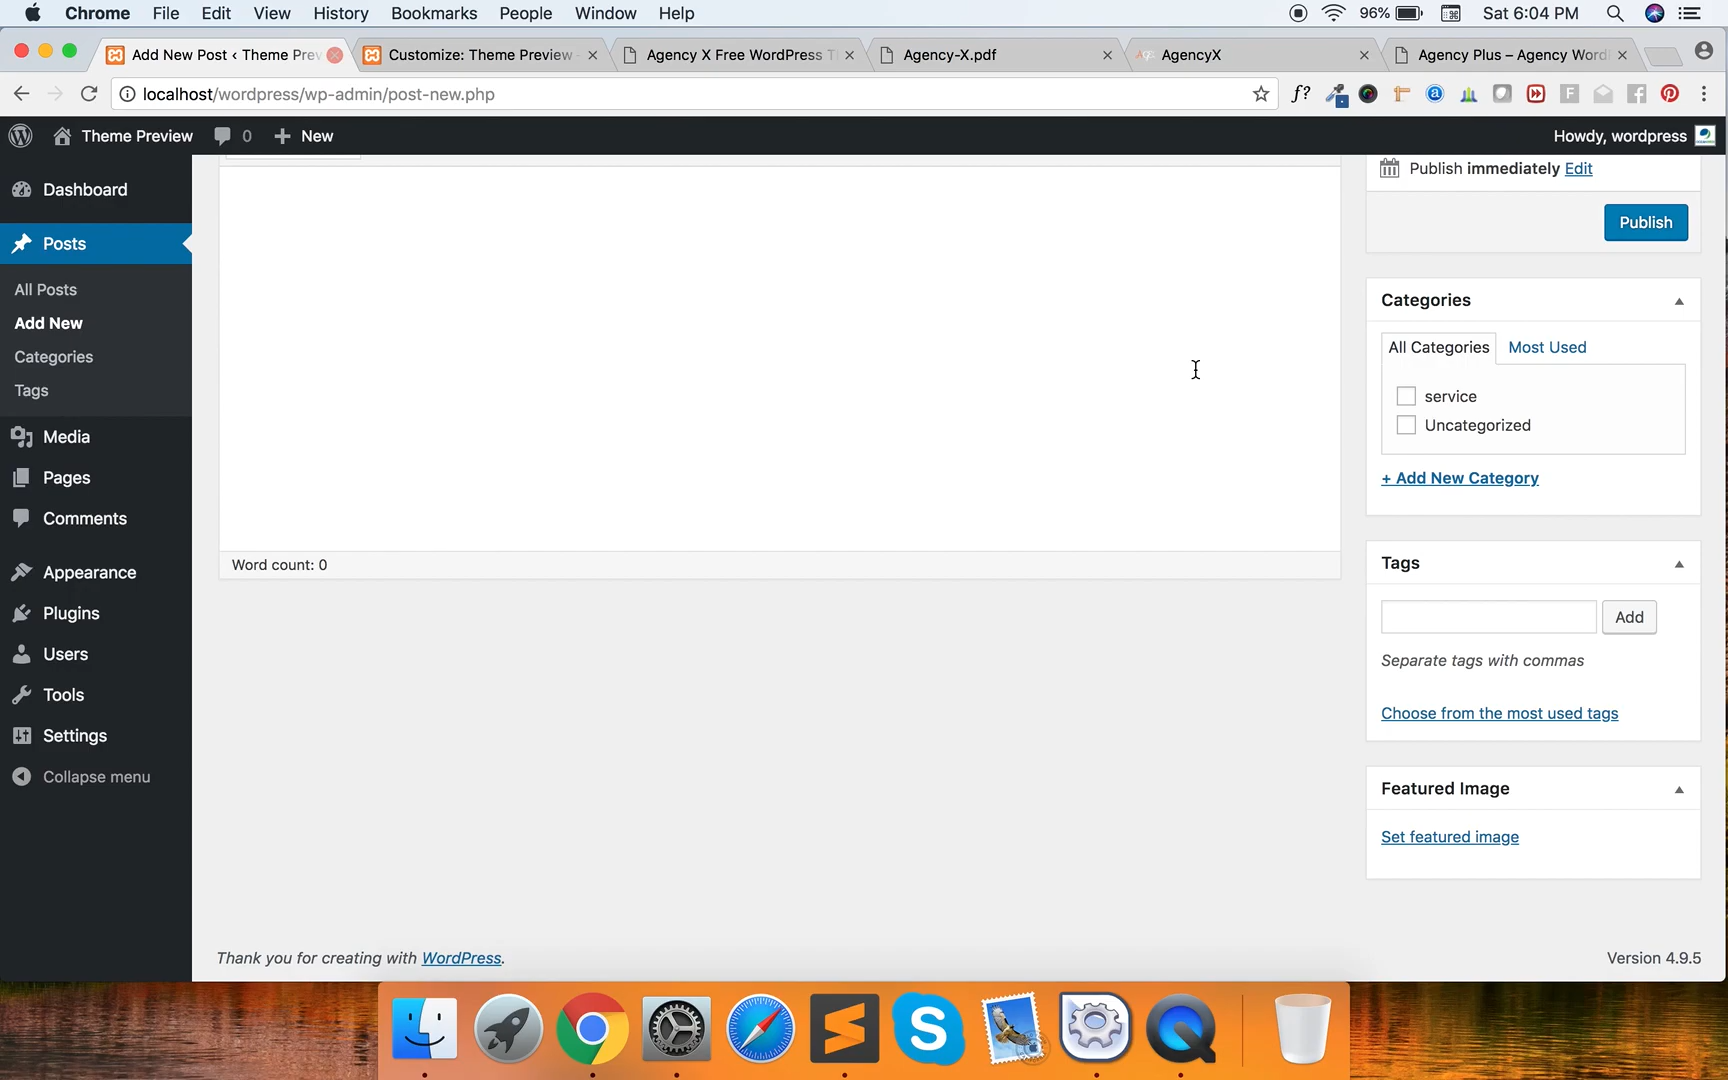 Chrome File Edit View History Bookmarks People Window Help 96% Sat 6:04 PM
Add New Post ‹ Theme Prev
Customize: Theme Preview
Agency X Free WordPress T
Agency-X.pdf
AgencyX
Agency Plus – Agency Word
localhost/wordpress/wp-admin/post-new.php
f?
Theme Preview 0 New Howdy, wordpress
Dashboard
Posts
All Posts
Add New
Categories
Tags
Media
Pages
Comments
Appearance
Plugins
Users
Tools
Settings
Collapse menu
Word count: 0
Publish immediately Edit
Publish
Categories
All Categories Most Used
service
Uncategorized
+ Add New Category
Tags
Add
Separate tags with commas
Choose from the most used tags
Featured Image
Set featured image
Thank you for creating with WordPress. Version 4.9.5